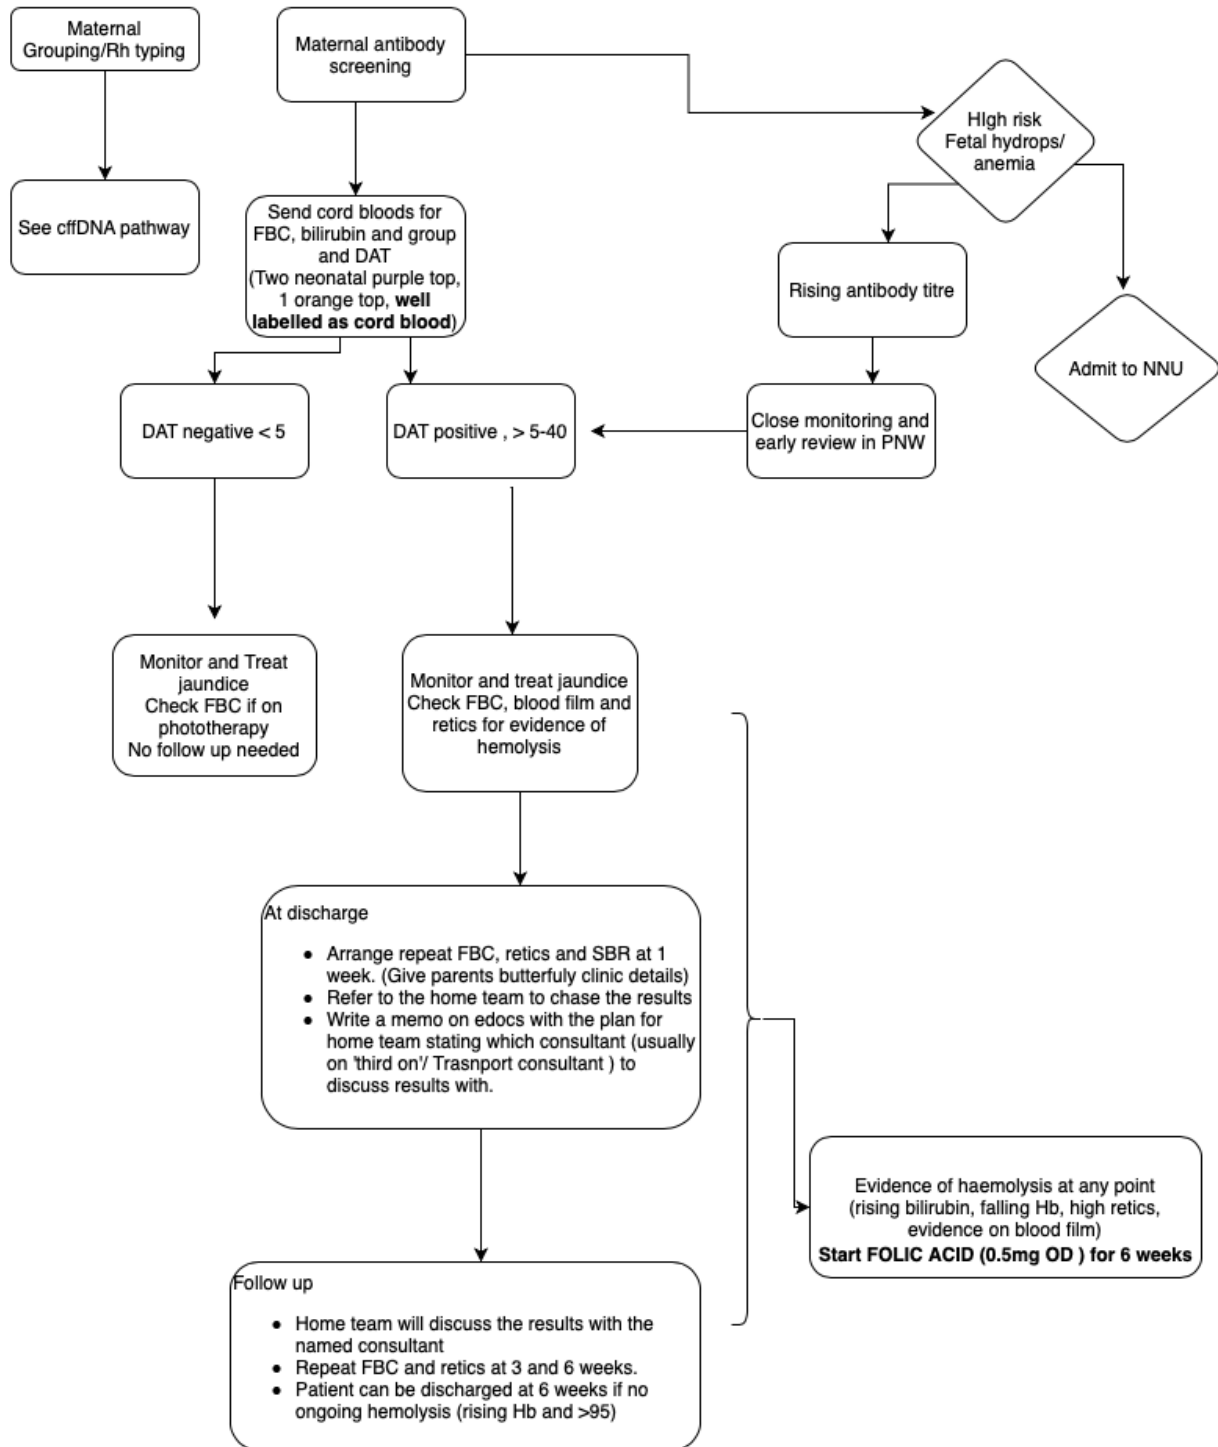 Maternal
Grouping/Rh typing
Maternal antibody
screening
HIgh risk
Fetal hydrops/
anemia
See cffDNA pathway
Send cord bloods for
FBC, bilirubin and group
and DAT
(Two neonatal purple top,
1 orange top, well
labelled as cord blood)
Rising antibody titre
Admit to NNU
DAT negative < 5
DAT positive , > 5-40
Close monitoring and
early review in PNW
Monitor and Treat
jaundice
Check FBC if on
phototherapy
No follow up needed
Monitor and treat jaundice
Check FBC, blood film and
retics for evidence of
hemolysis
At discharge
● Arrange repeat FBC, retics and SBR at 1
week. (Give parents butterfuly clinic details)
● Refer to the home team to chase the results
● Write a memo on edocs with the plan for
home team stating which consultant (usually
on 'third on'/ Trasnport consultant ) to
discuss results with.
Evidence of haemolysis at any point
(rising bilirubin, falling Hb, high retics,
evidence on blood film)
Start FOLIC ACID (0.5mg OD ) for 6 weeks
Follow up
● Home team will discuss the results with the
named consultant
● Repeat FBC and retics at 3 and 6 weeks.
● Patient can be discharged at 6 weeks if no
ongoing hemolysis (rising Hb and >95)